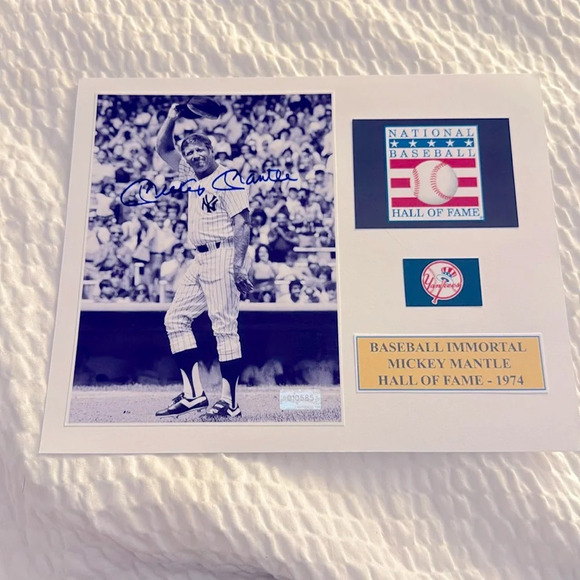 Mickey Mantle
NY
NATIONAL
BASEBALL
HALL OF FAME
Yankees
BASEBALL IMMORTAL
MICKEY MANTLE
HALL OF FAME - 1974